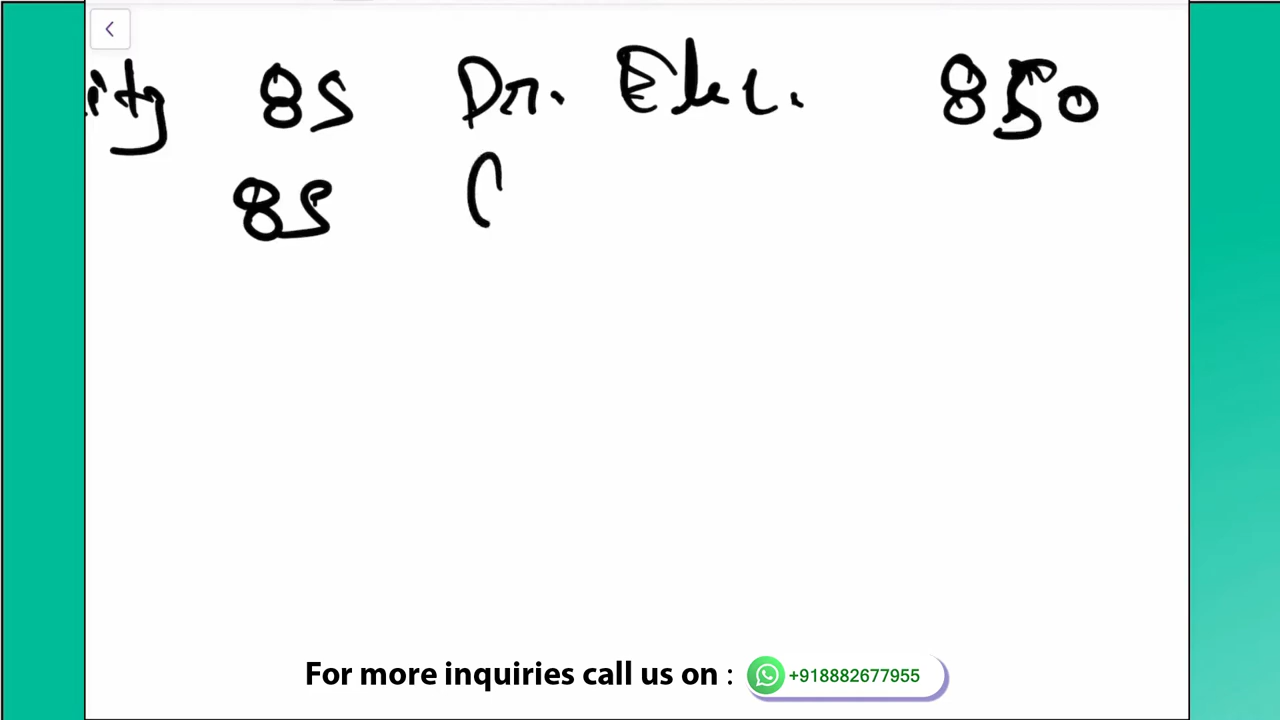 ity 85 Dr. Elec. 850
85 C
For more inquiries call us on : +918882677955